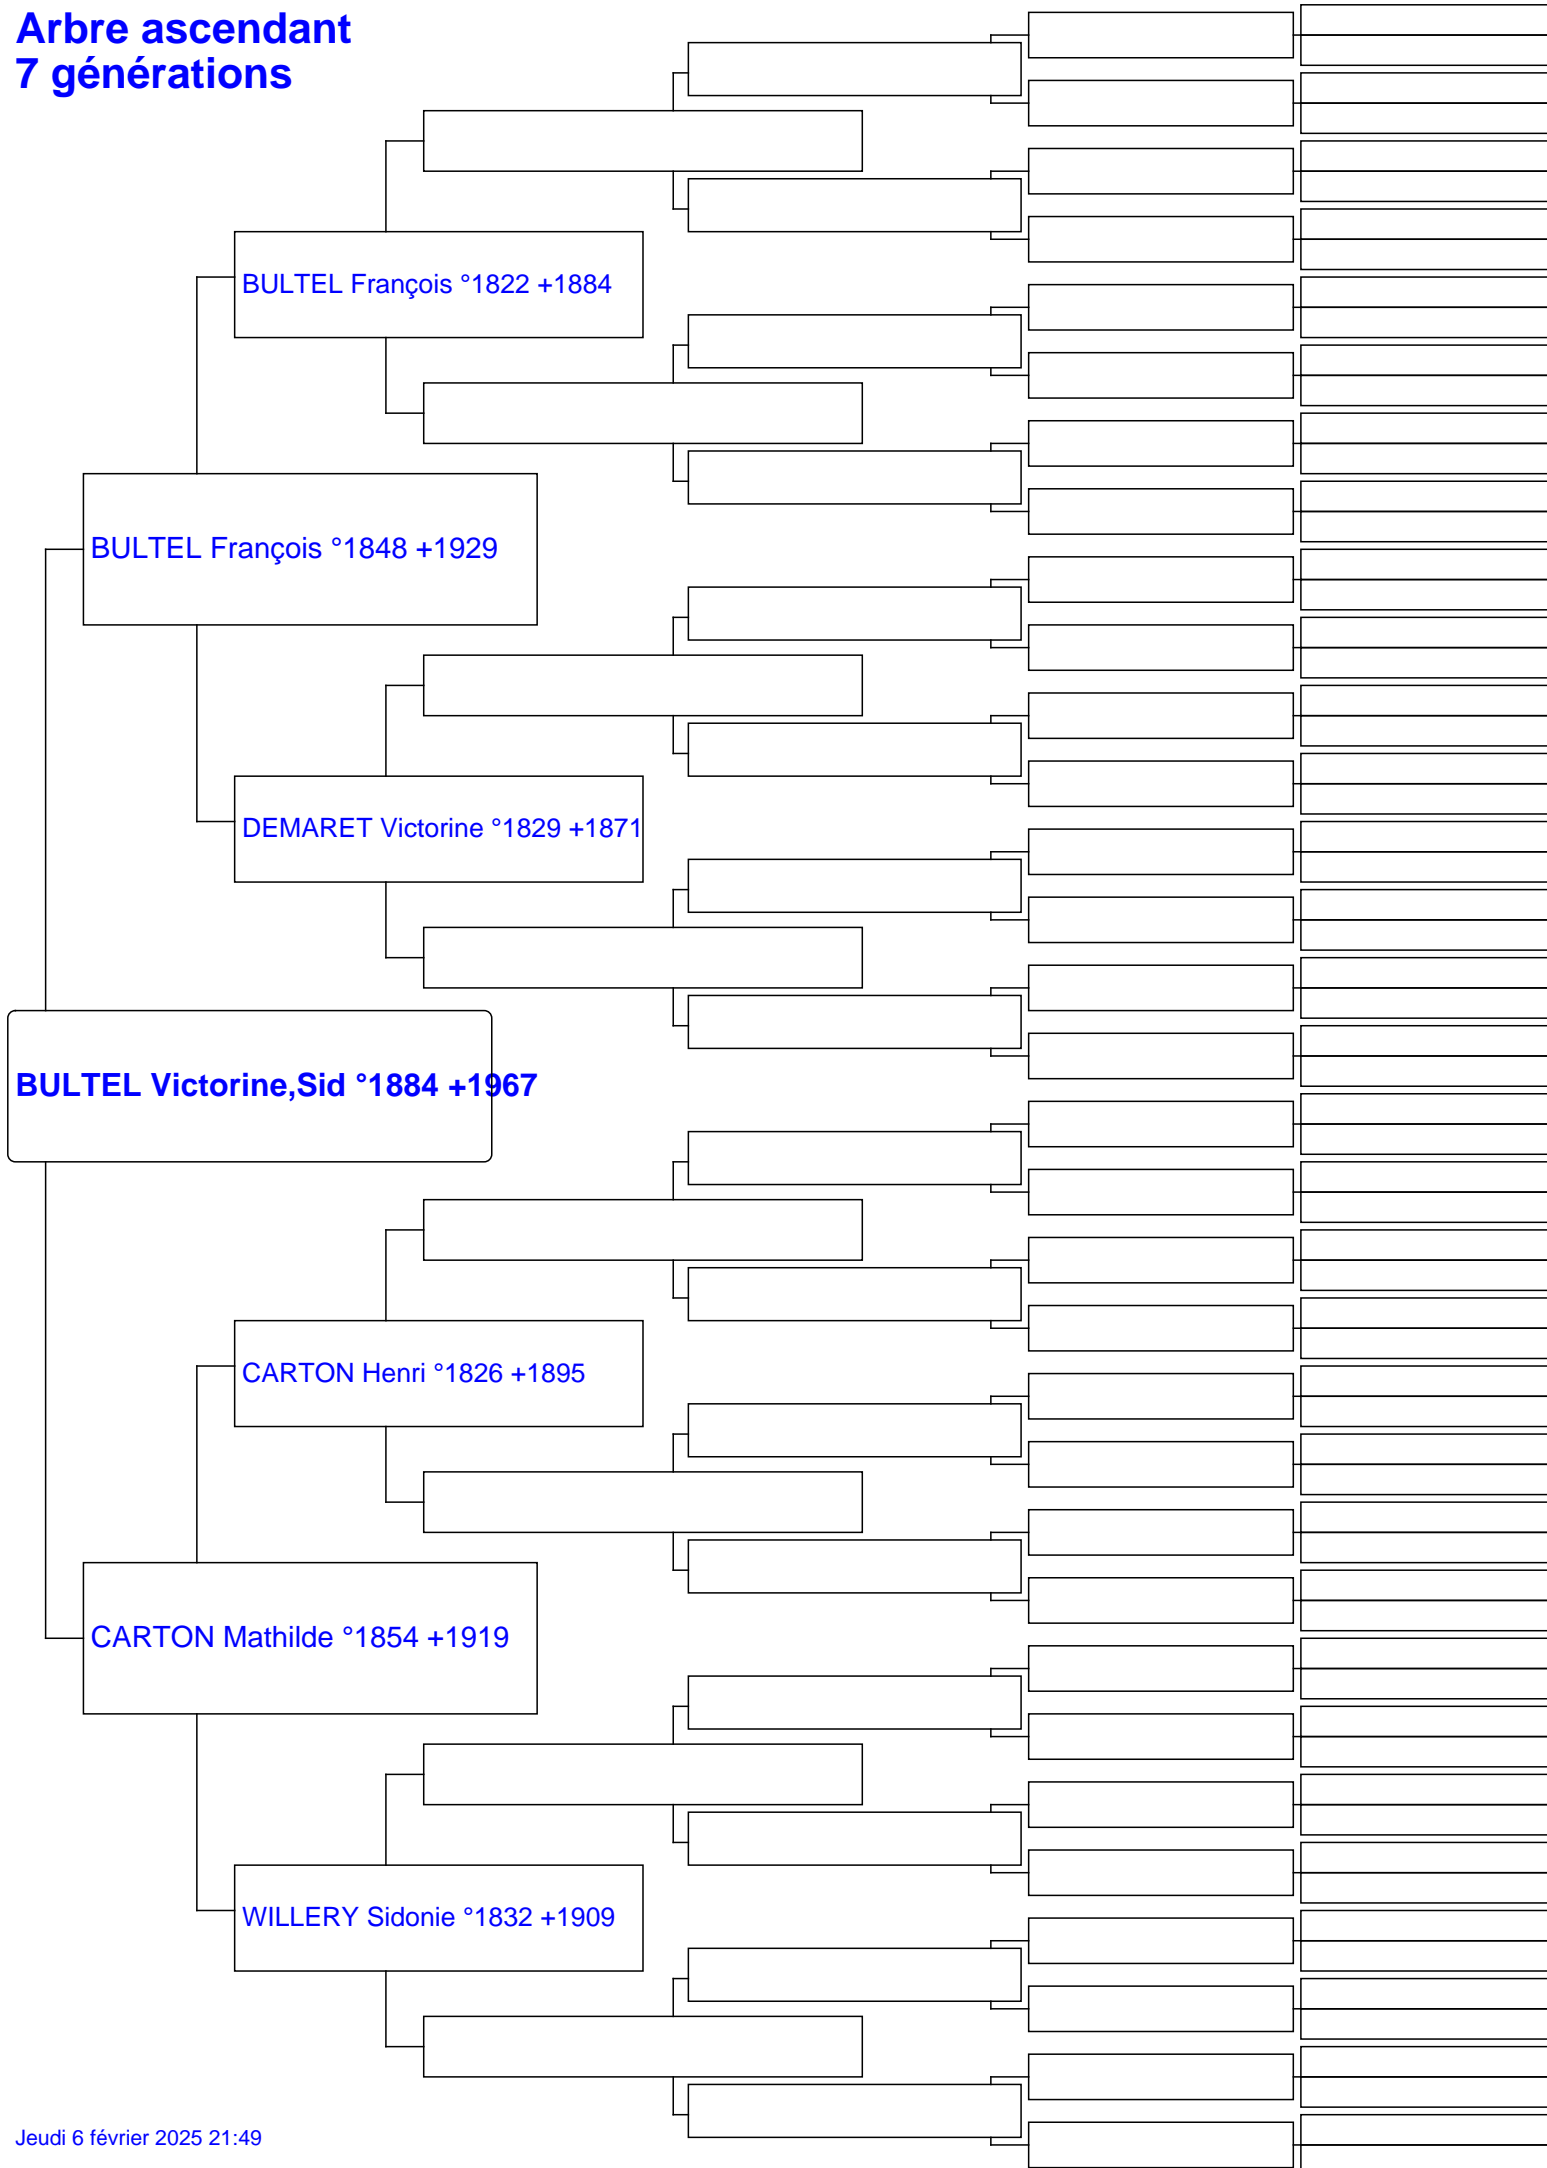 Arbre ascendant
7 générations
BULTEL François °1822 +1884
BULTEL François °1848 +1929
DEMARET Victorine °1829 +1871
BULTEL Victorine,Sid °1884 +1967
CARTON Henri °1826 +1895
CARTON Mathilde °1854 +1919
WILLERY Sidonie °1832 +1909
Jeudi 6 février 2025 21:49